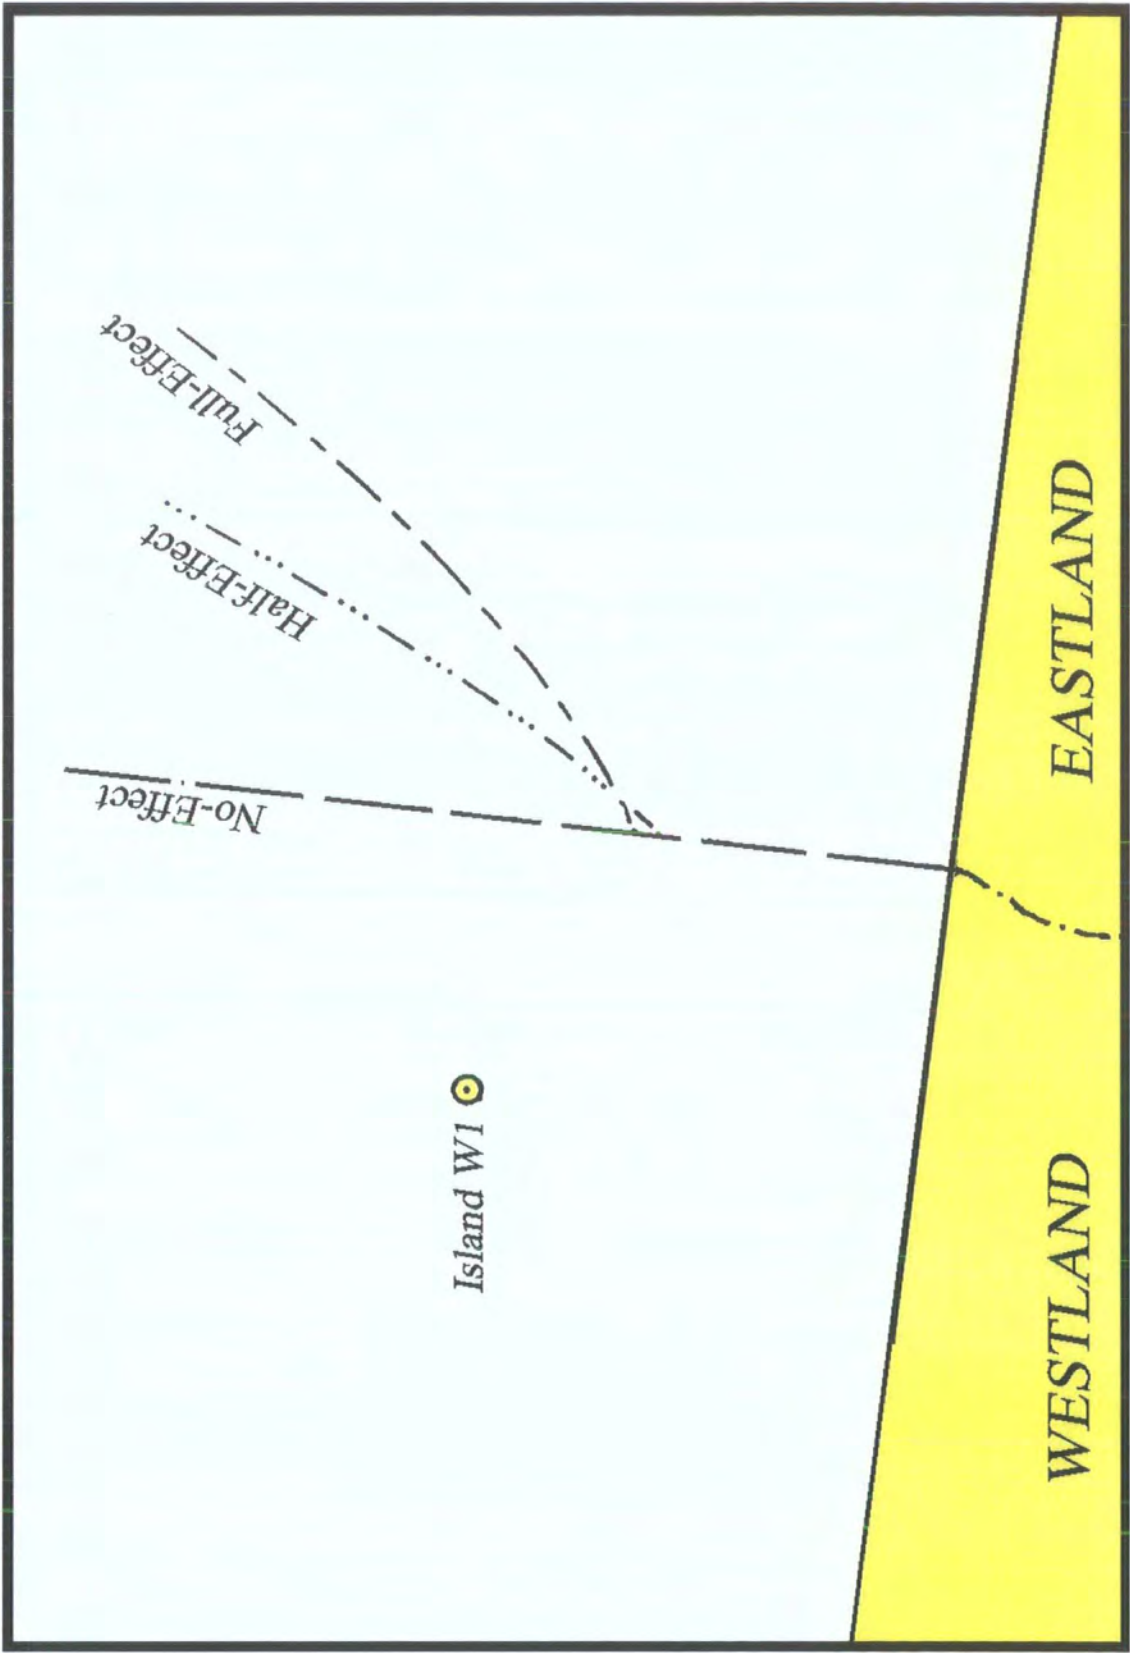 Full-Effect
Half-Effect
No-Effect
Island W1
WESTLAND
EASTLAND